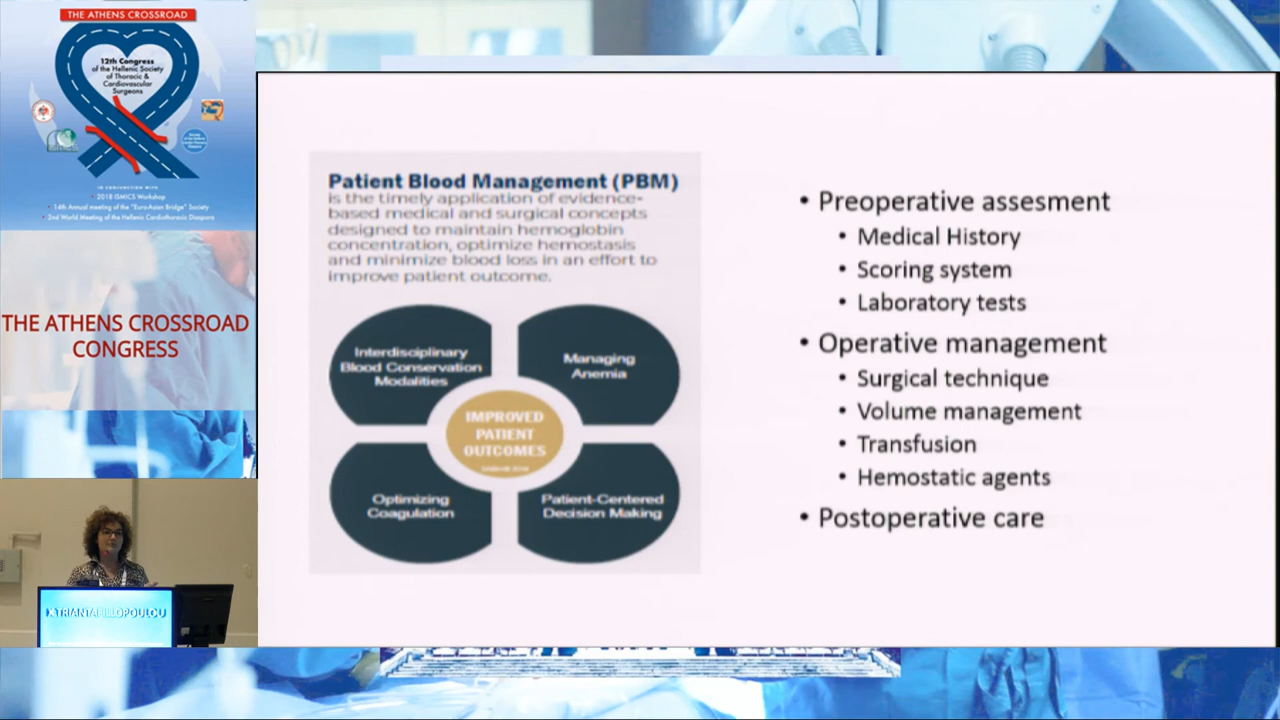 THE ATHENS CROSSROAD
12th Congress
of the Hellenic Society
of Thoracic &
Cardiovascular
Surgeons
IN CONJUNCTION WITH
• 2018 ISMICS Workshop
• 14th Annual meeting of the "Euro-Asian Bridge" Society
• 2nd World Meeting of the Hellenic Cardiothoracic Diaspora
THE ATHENS CROSSROAD
CONGRESS
K TRIANTAFILLOPOULOU
Patient Blood Management (PBM)
is the timely application of evidence-
based medical and surgical concepts
designed to maintain hemoglobin
concentration, optimize hemostasis
and minimize blood loss in an effort to
improve patient outcome.
Interdisciplinary
Blood Conservation
Modalities
Managing
Anemia
IMPROVED
PATIENT
OUTCOMES
Optimizing
Coagulation
Patient-Centered
Decision Making
• Preoperative assesment
• Medical History
• Scoring system
• Laboratory tests
• Operative management
• Surgical technique
• Volume management
• Transfusion
• Hemostatic agents
• Postoperative care